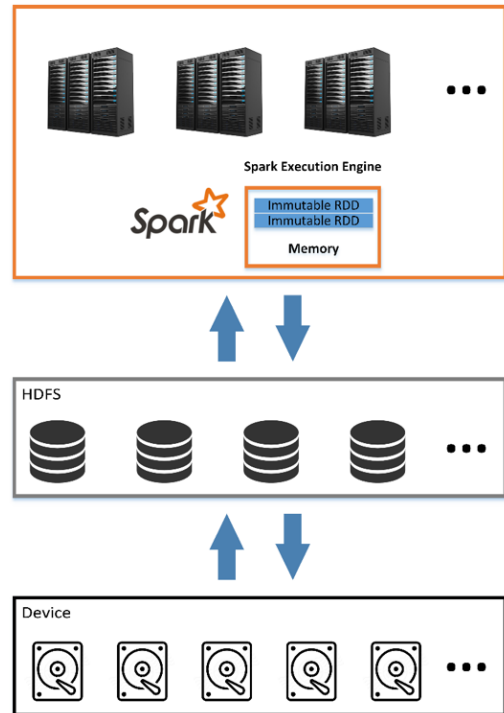 Spark Execution Engine
Spark
Immutable RDD
Immutable RDD
Memory
HDFS
Device